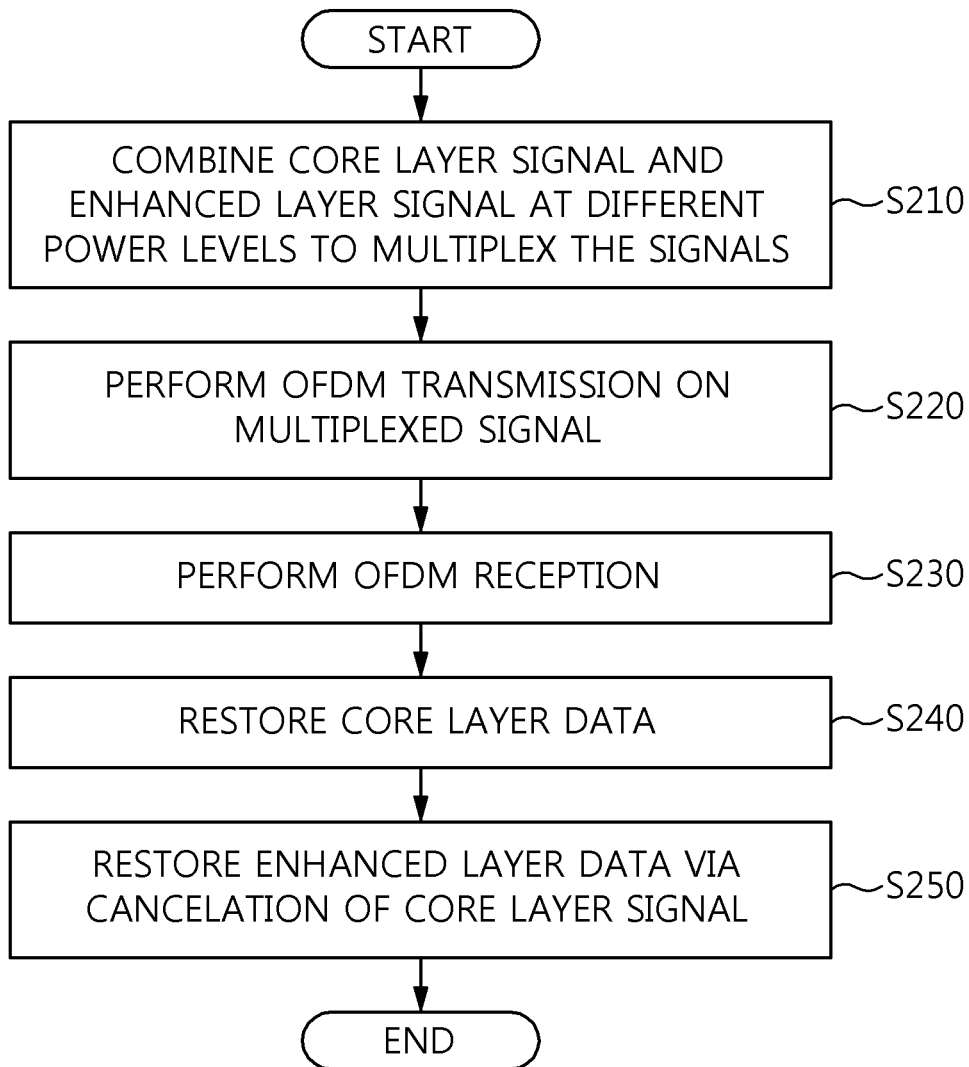 START
COMBINE CORE LAYER SIGNAL AND
ENHANCED LAYER SIGNAL AT DIFFERENT
POWER LEVELS TO MULTIPLEX THE SIGNALS
S210
PERFORM OFDM TRANSMISSION ON
MULTIPLEXED SIGNAL
S220
PERFORM OFDM RECEPTION
S230
RESTORE CORE LAYER DATA
S240
RESTORE ENHANCED LAYER DATA VIA
CANCELATION OF CORE LAYER SIGNAL
S250
END